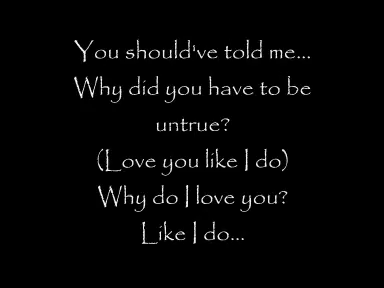 You should've told me...
Why did you have to be
untrue?
(Love you like I do)
Why do I love you?
Like I do...